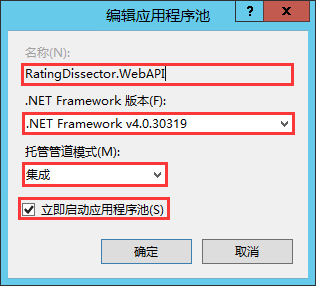 编辑应用程序池
名称(N):
RatingDissector.WebAPI
.NET Framework 版本(F):
.NET Framework v4.0.30319
托管管道模式(M):
集成
立即启动应用程序池(S)
确定 取消